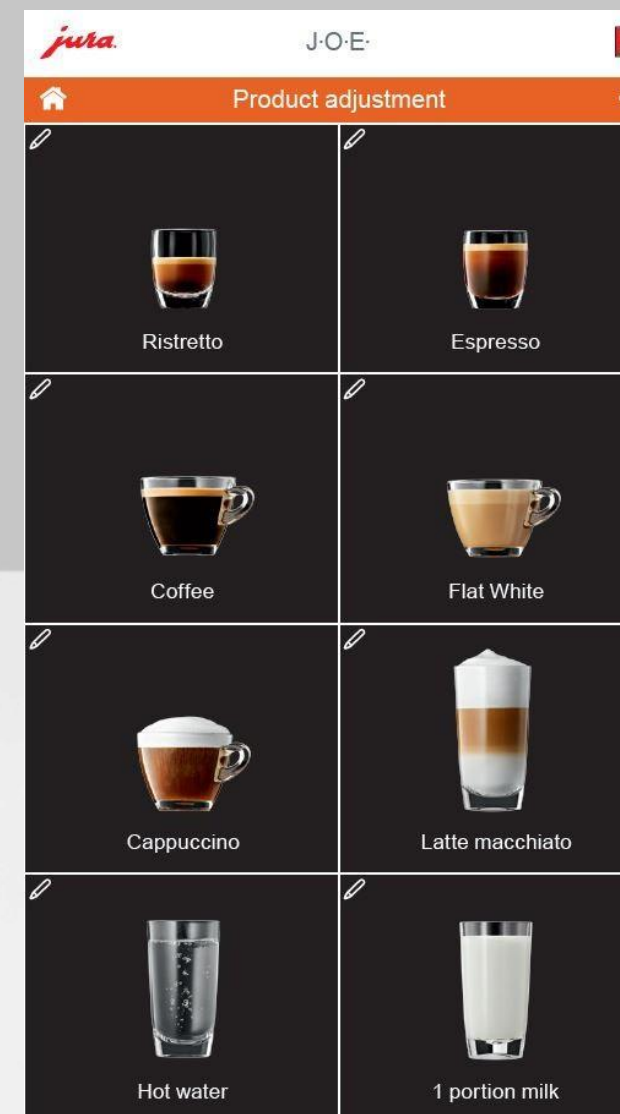 jura
J·O·E·
Product adjustment
Ristretto
Espresso
Coffee
Flat White
Cappuccino
Latte macchiato
Hot water
1 portion milk